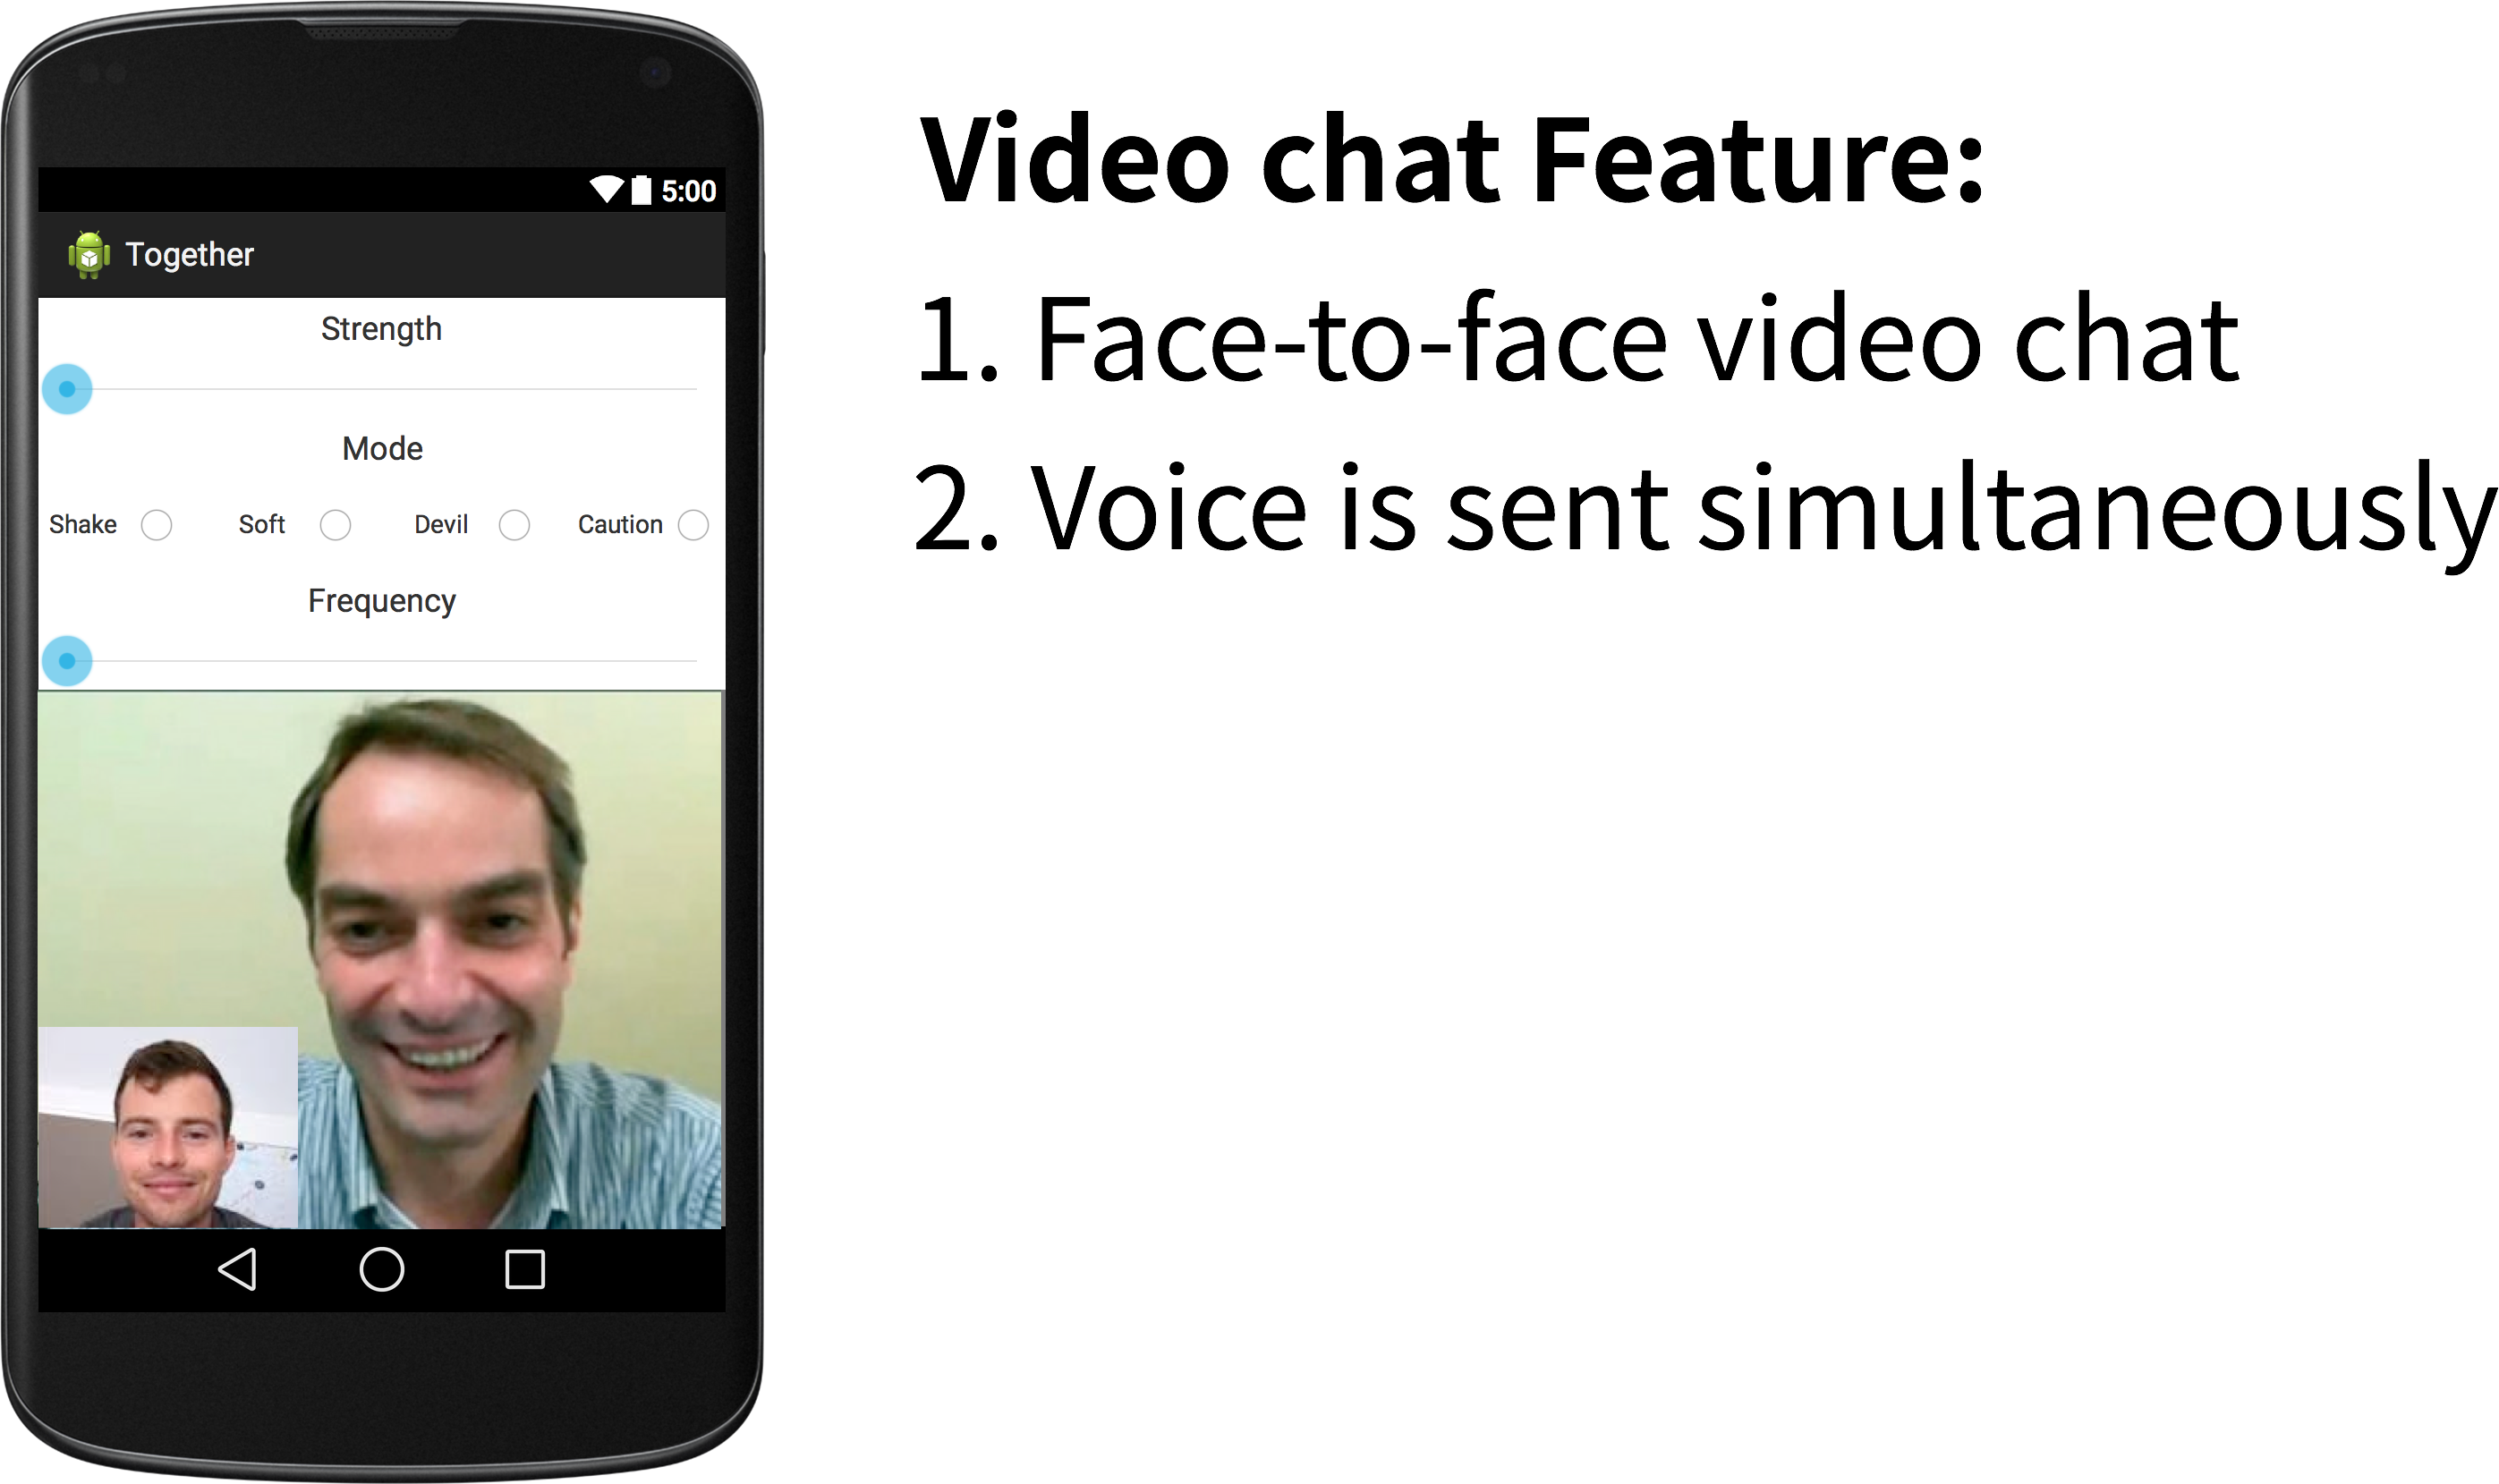 5:00
Together
Strength
Mode
Shake Soft Devil Caution
Frequency
Video chat Feature:
1. Face-to-face video chat
2. Voice is sent simultaneously